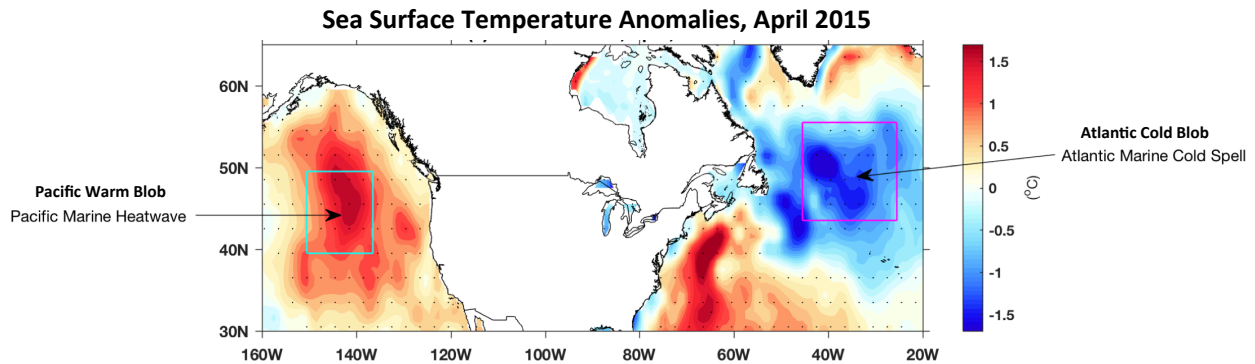 Sea Surface Temperature Anomalies, April 2015
60N
50N
40N
30N
160W
140W
120W
100W
80W
60W
40W
20W
Pacific Warm Blob
Pacific Marine Heatwave
Atlantic Cold Blob
Atlantic Marine Cold Spell
1.5
1
0.5
0
-0.5
-1
-1.5
(°C)